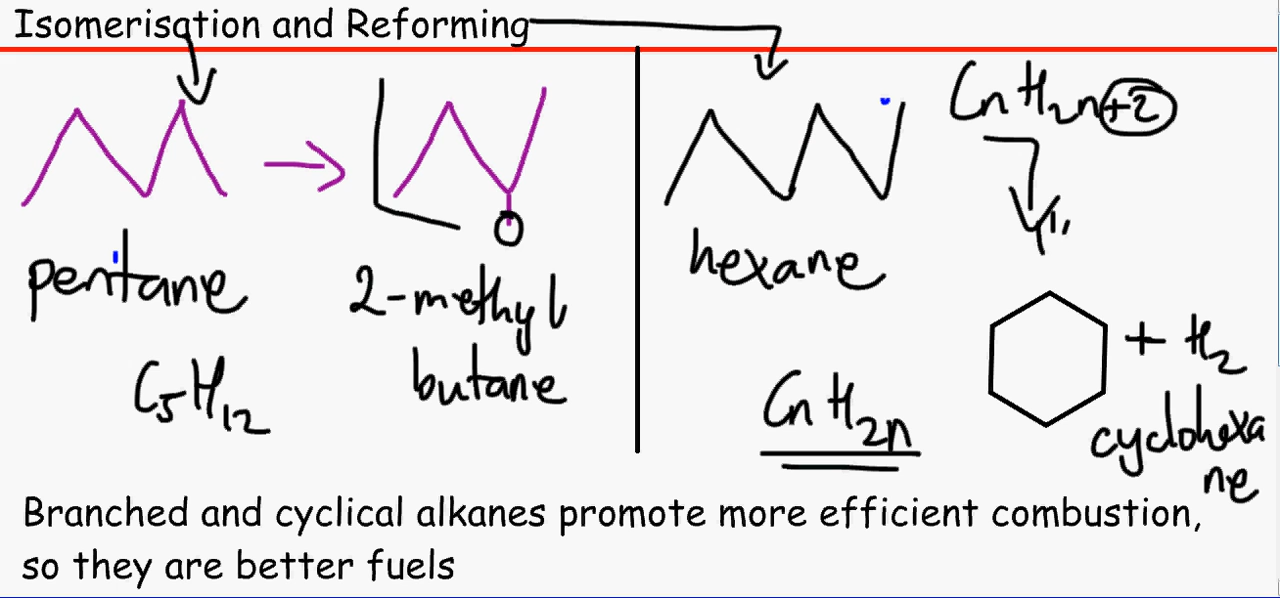 Isomerisation and Reforming
pentane
C5H12
2-methyl
butane
hexane
CnH2n+2
CnH2n
+ H2
cyclohexa
ne
Branched and cyclical alkanes promote more efficient combustion,
so they are better fuels